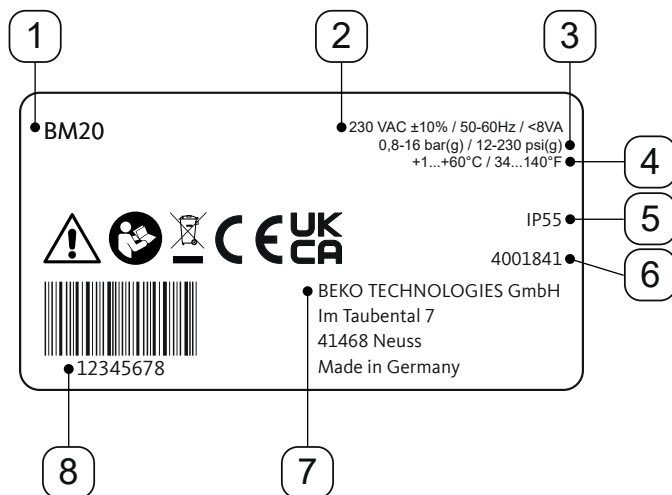 1 2 3
BM20
230 VAC ±10% / 50-60Hz / <8VA
0,8-16 bar(g) / 12-230 psi(g)
+1...+60°C / 34...140°F
4
IP55
5
4001841
6
CE UK
CA
BEKO TECHNOLOGIES GmbH
Im Taubental 7
41468 Neuss
Made in Germany
12345678
8 7